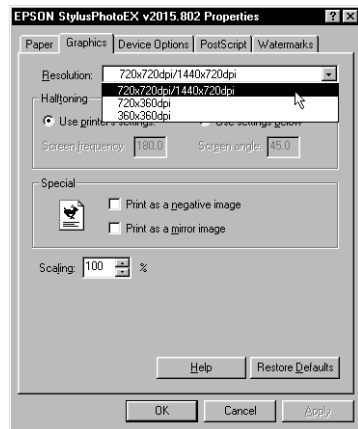 EPSON StylusPhotoEX v2015.802 Properties
Paper Graphics Device Options PostScript Watermarks
Resolution: 720x720dpi/1440x720dpi
720x720dpi/1440x720dpi
Halftoning 720x360dpi
360x360dpi
Use printer's settings. Use settings below
Screen frequency: 180.0 Screen angle: 45.0
Special
Print as a negative image
Print as a mirror image
Scaling: 100 %
Help Restore Defaults
OK Cancel Apply